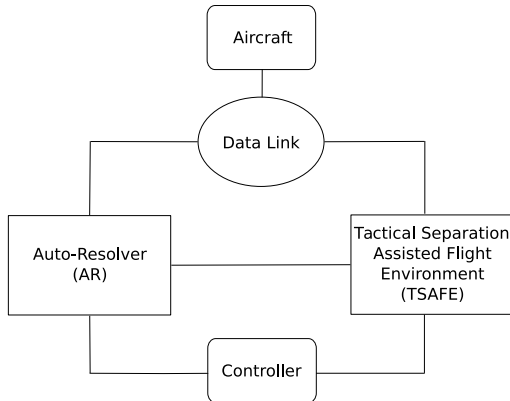 Aircraft
Data Link
Auto-Resolver
(AR)
Tactical Separation
Assisted Flight
Environment
(TSAFE)
Controller